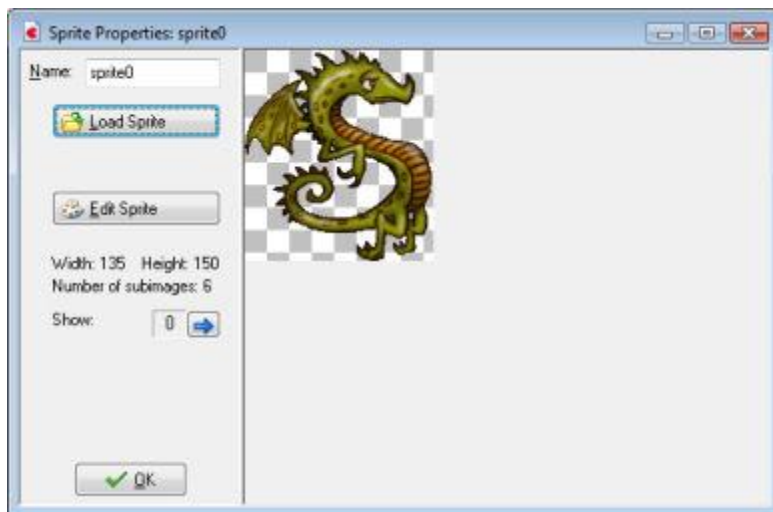 Sprite Properties: sprite0
Name: sprite0
Load Sprite
Edit Sprite
Width: 135 Height: 150
Number of subimages: 6
Show: 0
OK